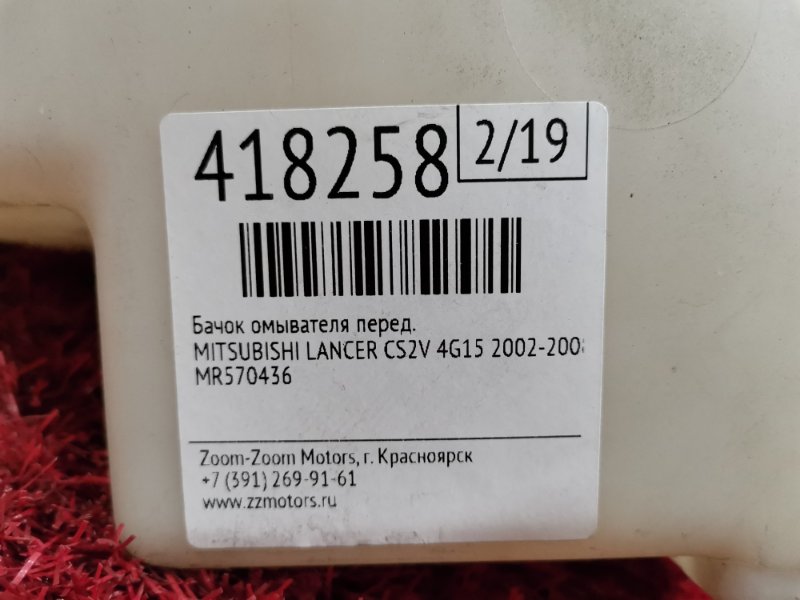 418258
2/19
Бачок омывателя перед.
MITSUBISHI LANCER CS2V 4G15 2002-2008
MR570436
Zoom-Zoom Motors, г. Красноярск
+7 (391) 269-91-61
www.zzmotors.ru